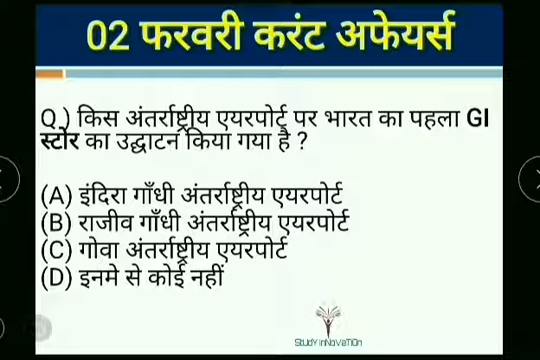 02 फरवरी करंट अफेयर्स
Q.) किस अंतर्राष्ट्रीय एयरपोर्ट पर भारत का पहला GI
स्टोर का उद्घाटन किया गया है ?
(A) इंदिरा गाँधी अंतर्राष्ट्रीय एयरपोर्ट
(B) राजीव गाँधी अंतर्राष्ट्रीय एयरपोर्ट
(C) गोवा अंतर्राष्ट्रीय एयरपोर्ट
(D) इनमे से कोई नहीं
StudY inNovaTiOn